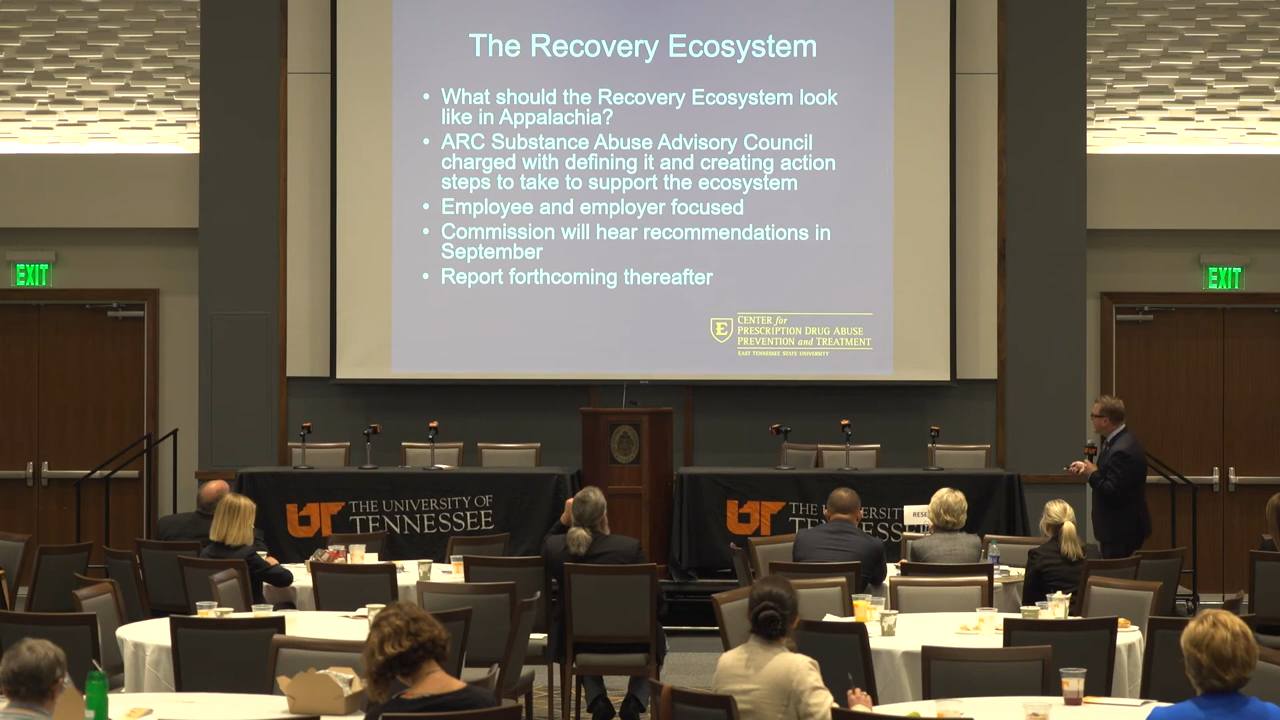 The Recovery Ecosystem
• What should the Recovery Ecosystem look
like in Appalachia?
• ARC Substance Abuse Advisory Council
charged with defining it and creating action
steps to take to support the ecosystem
• Employee and employer focused
• Commission will hear recommendations in
September
• Report forthcoming thereafter
E
CENTER for
PRESCRIPTION DRUG ABUSE
PREVENTION and TREATMENT
EAST TENNESSEE STATE UNIVERSITY
EXIT
EXIT
UT THE UNIVERSITY OF
TENNESSEE
UT THE UNIVERSIT
TENNESS
RESE